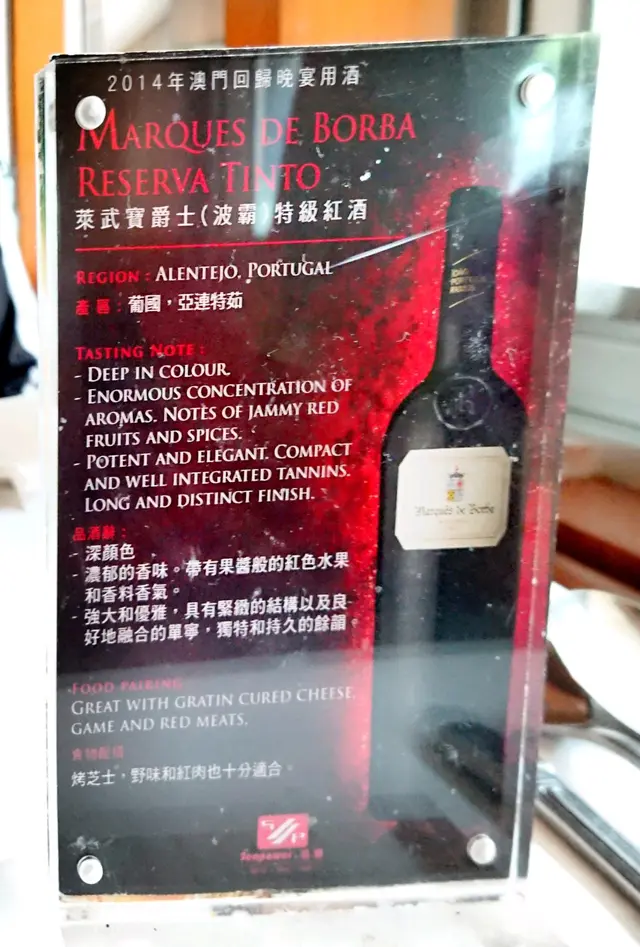 2014年澳門回歸晚宴用酒
MARQUES DE BORBA
RESERVA TINTO
萊武寶爵士(波霸)特級紅酒
REGION : ALENTEJO, PORTUGAL
產 區 : 葡國，亞連特茹
TASTING NOTE :
- DEEP IN COLOUR.
- ENORMOUS CONCENTRATION OF
AROMAS. NOTES OF JAMMY RED
FRUITS AND SPICES.
- POTENT AND ELEGANT. COMPACT
AND WELL INTEGRATED TANNINS.
LONG AND DISTINCT FINISH.
品酒辭 :
- 深顏色
- 濃郁的香味。帶有果醬般的紅色水果
和香料香氣。
- 強大和優雅，具有緊緻的結構以及良
好地融合的單寧，獨特和持久的餘韻。
FOOD PAIRING
GREAT WITH GRATIN CURED CHEESE,
GAME AND RED MEATS.
食物配搭
烤芝士，野味和紅肉也十分適合。
Marquês de Borba